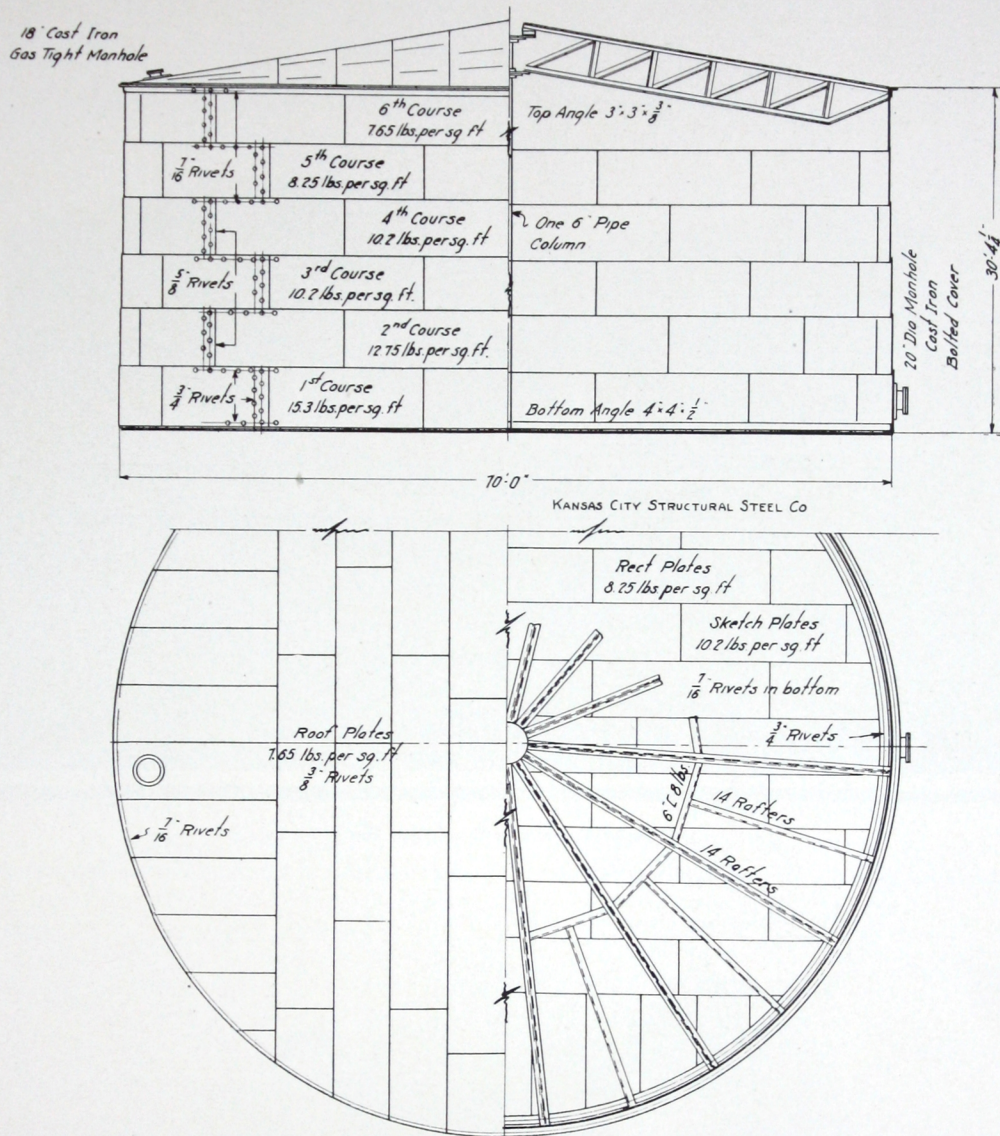 18" Cast Iron
Gas Tight Manhole
6th Course
7.65 lbs. per sq ft
Top Angle 3"×3"×3/8"
7/16" Rivets
5th Course
8.25 lbs. per sq. ft
4th Course
10.2 lbs. per sq. ft
One 6" Pipe
Column
5/8" Rivets
3rd Course
10.2 lbs. per sq. ft.
2nd Course
12.75 lbs. per sq. ft.
3/4" Rivets
1st Course
15.3 lbs. per sq. ft
Bottom Angle 4"×4"×1/2"
20" Dia Manhole
Cast Iron
Bolted Cover
70'-0"
KANSAS CITY STRUCTURAL STEEL CO
Rect Plates
8.25 lbs. per sq. ft
Sketch Plates
10.2 lbs per sq. ft
7/16" Rivets in bottom
3/4" Rivets
Roof Plates
7.65 lbs. per sq. ft
3/8" Rivets
7/16" Rivets
14 Rafters
14 Rafters